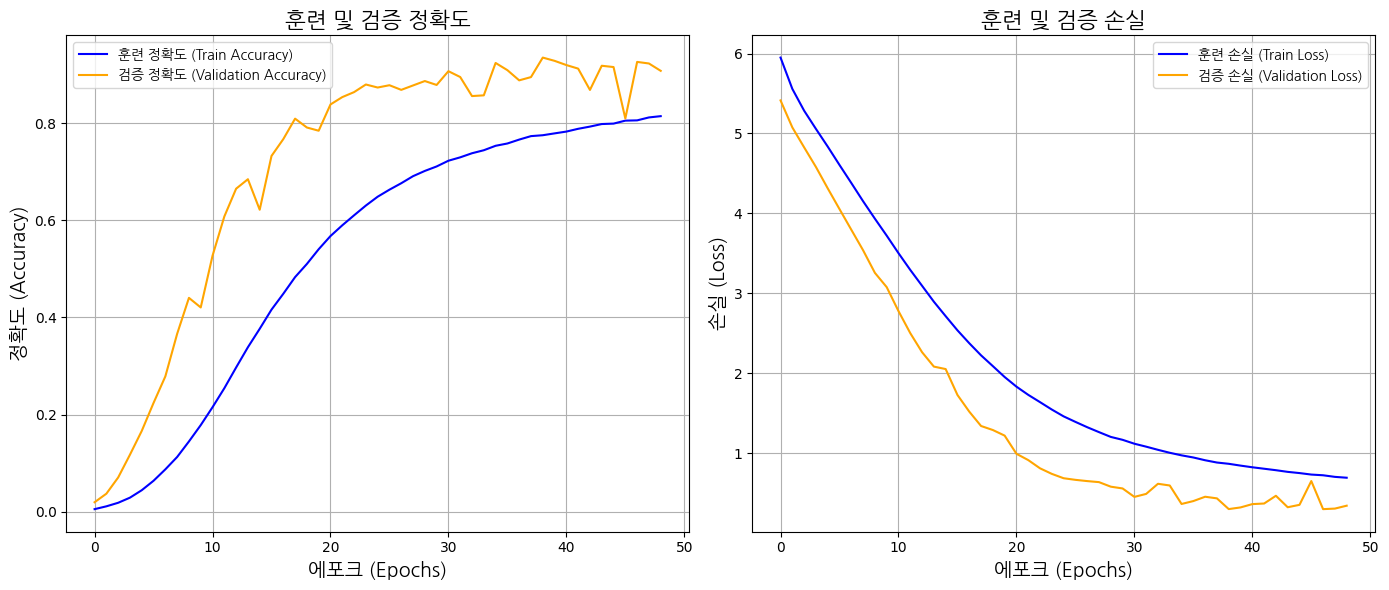 훈련 및 검증 정확도
훈련 정확도 (Train Accuracy)
검증 정확도 (Validation Accuracy)
정확도 (Accuracy)
0.8
0.6
0.4
0.2
0.0
0 10 20 30 40 50
에포크 (Epochs)
훈련 및 검증 손실
훈련 손실 (Train Loss)
검증 손실 (Validation Loss)
손실 (Loss)
6
5
4
3
2
1
0 10 20 30 40 50
에포크 (Epochs)